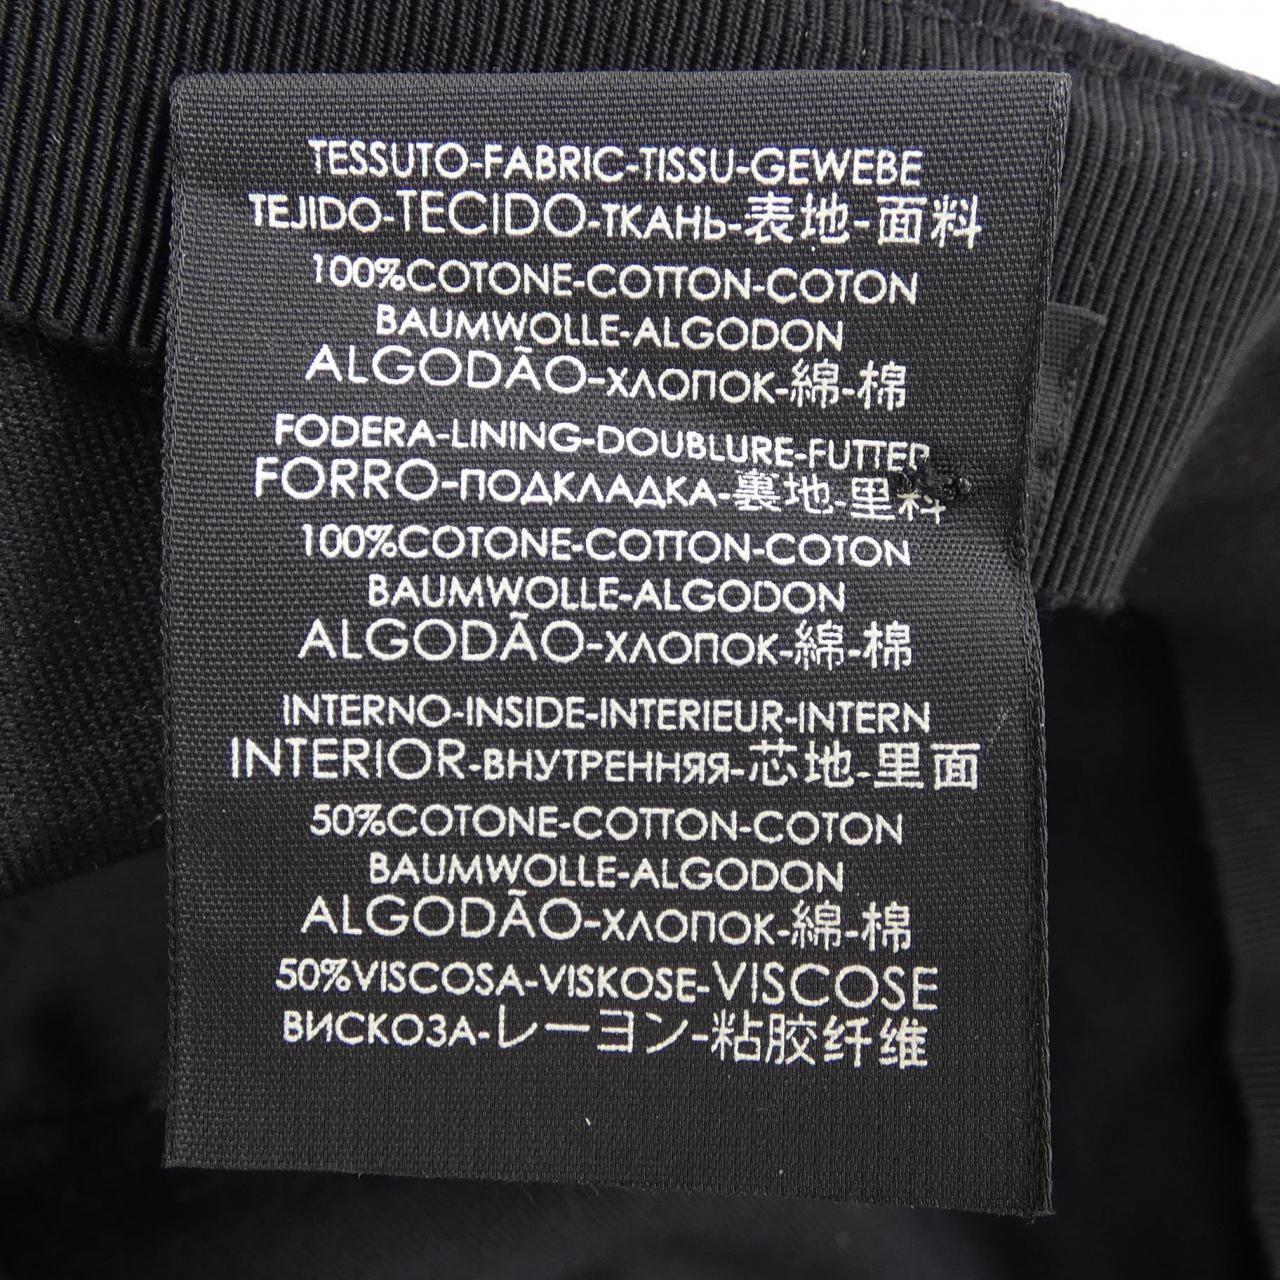 TESSUTO-FABRIC-TISSU-GEWEBE
TEJIDO-TECIDO-ТКАНЬ-表地-面料
100%COTONE-COTTON-COTON
BAUMWOLLE-ALGODON
ALGODÃO-ХЛОПОК-綿-棉
FODERA-LINING-DOUBLURE-FUTTER
FORRO-ПОДКЛАДКА-裏地-里料
100%COTONE-COTTON-COTON
BAUMWOLLE-ALGODON
ALGODÃO-ХЛОПОК-綿-棉
INTERNO-INSIDE-INTERIEUR-INTERN
INTERIOR-ВНУТРЕННЯЯ-芯地-里面
50%COTONE-COTTON-COTON
BAUMWOLLE-ALGODON
ALGODÃO-ХЛОПОК-綿-棉
50%VISCOSA-VISKOSE-VISCOSE
ВИСКОЗА-レーヨン-粘胶纤维